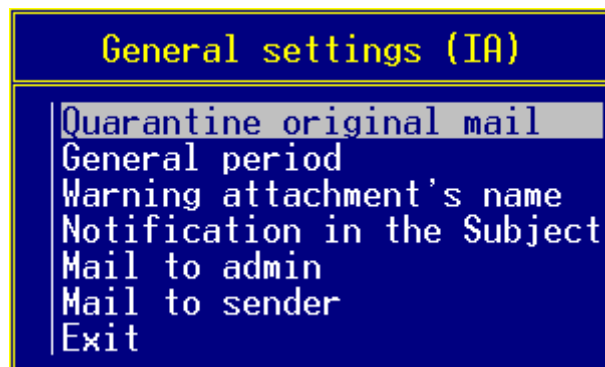 General settings (IA)
Quarantine original mail
General period
Warning attachment's name
Notification in the Subject
Mail to admin
Mail to sender
Exit